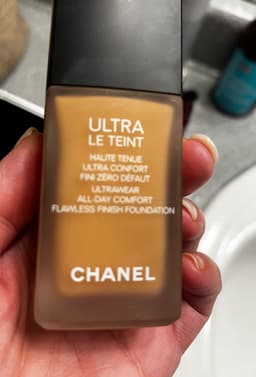 ULTRA
LE TEINT
HAUTE TENUE
ULTRA CONFORT
FINI ZÉRO DÉFAUT
ULTRAWEAR
ALL-DAY COMFORT
FLAWLESS FINISH FOUNDATION
CHANEL